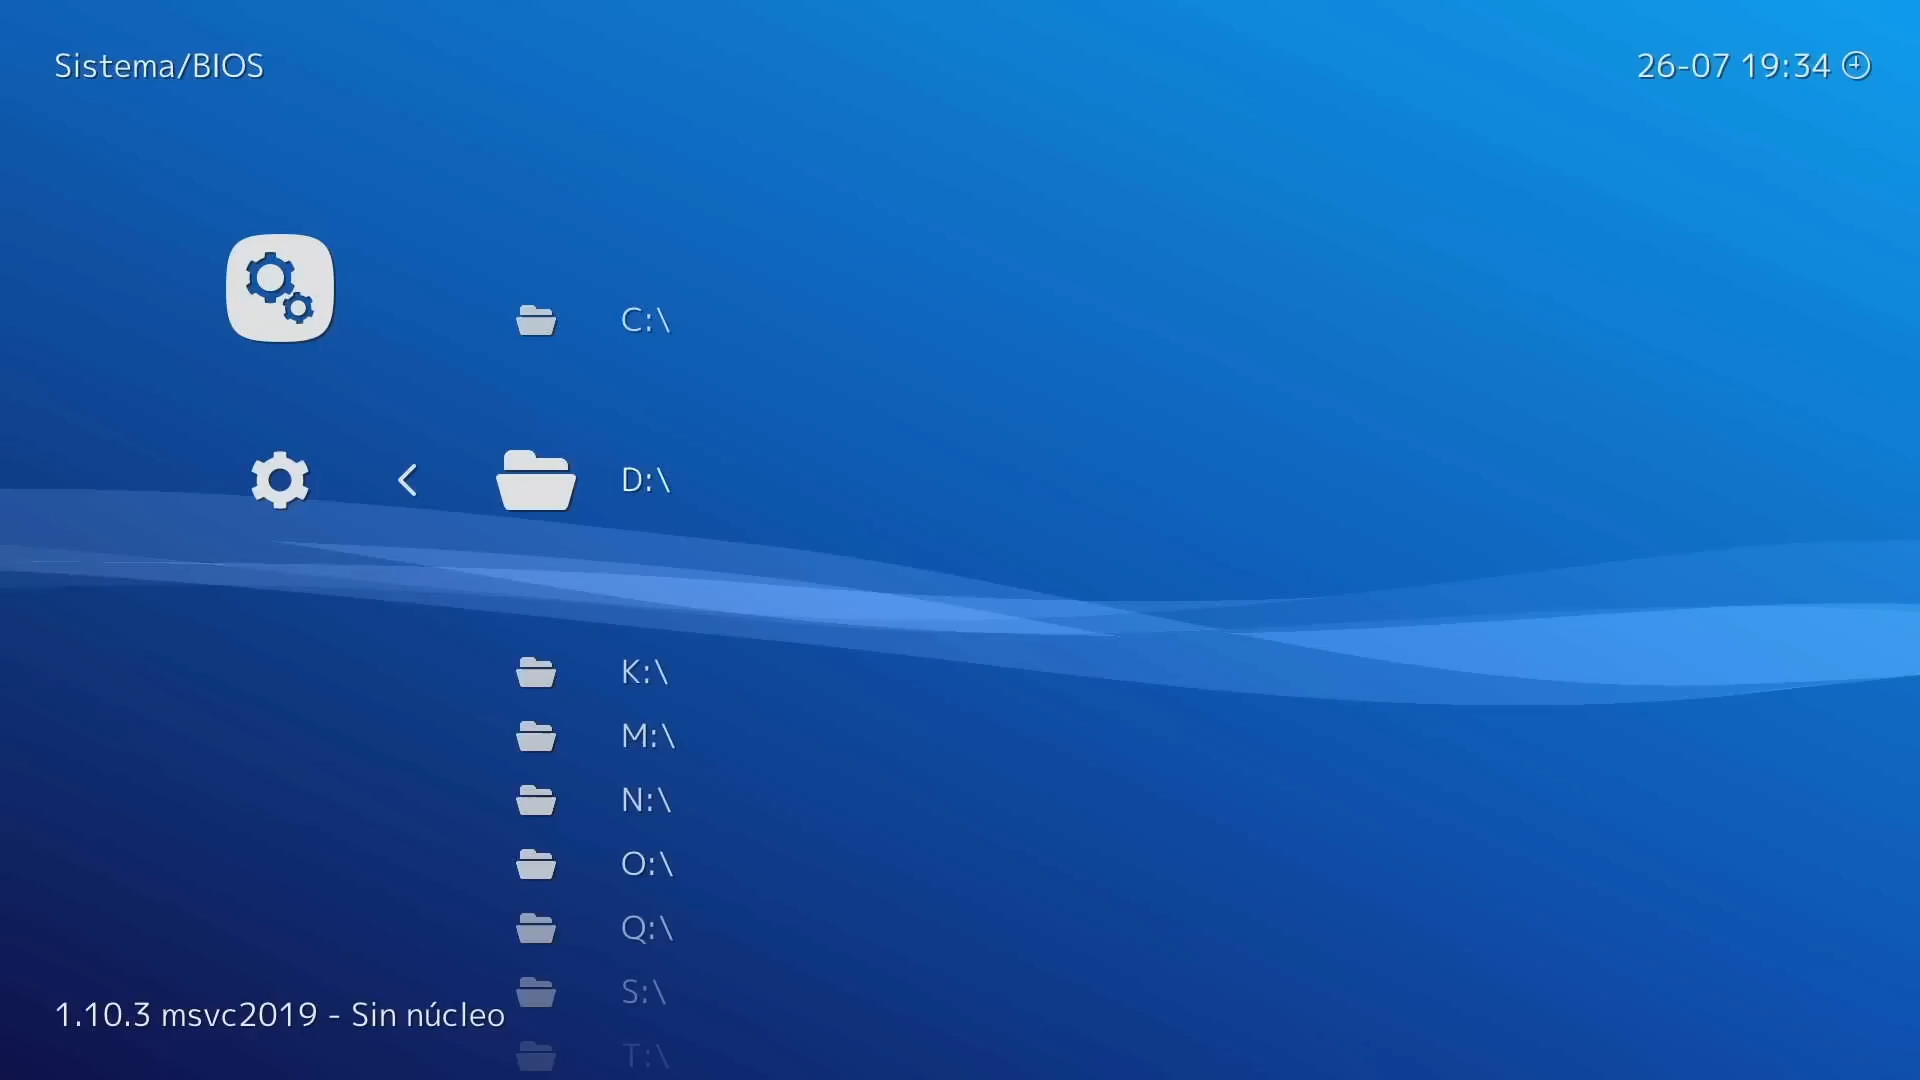 Sistema/BIOS
26-07 19:34
C:\
D:\
K:\
M:\
N:\
O:\
Q:\
S:\
1.10.3 msvc2019 - Sin núcleo
T:\